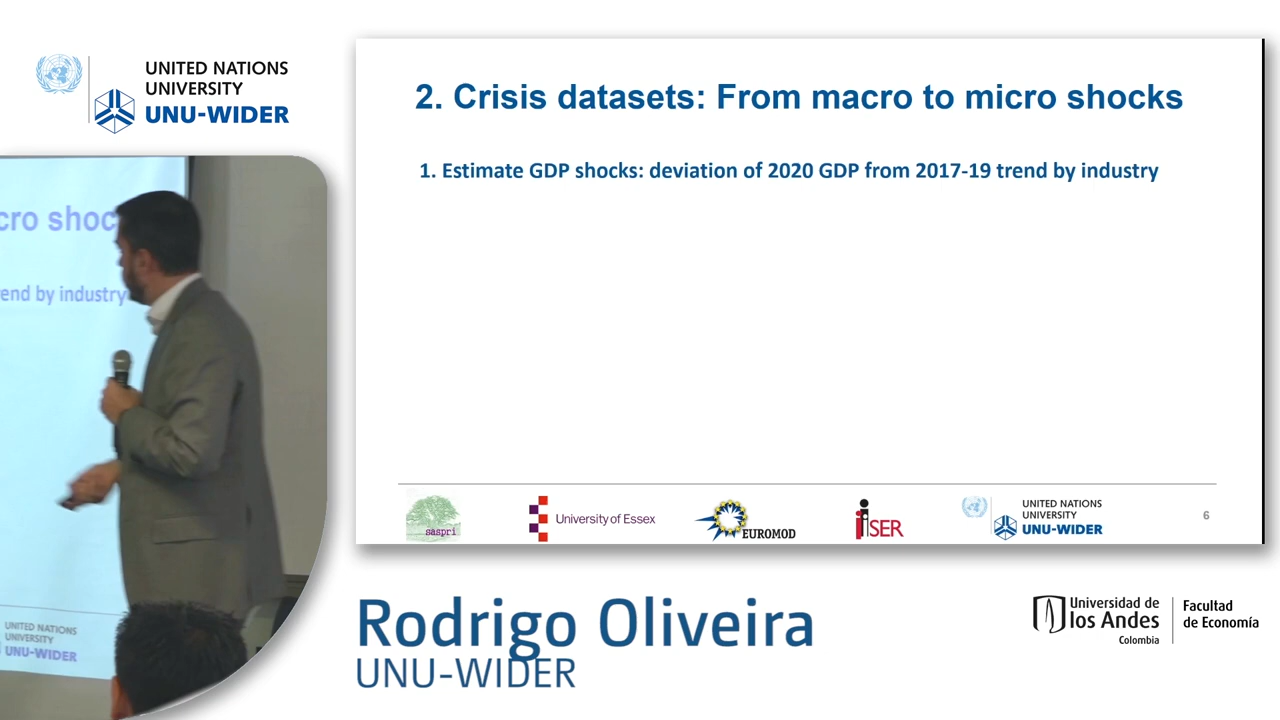 UNITED NATIONS
UNIVERSITY
UNU-WIDER
cro shoc
rend by industry
UNITED NATIONS
UNIVERSITY
UNU-WIDER
2. Crisis datasets: From macro to micro shocks
1. Estimate GDP shocks: deviation of 2020 GDP from 2017-19 trend by industry
saspri
University of Essex
EUROMOD
iSER
UNITED NATIONS
UNIVERSITY
UNU-WIDER
6
Rodrigo Oliveira
UNU-WIDER
Universidad de
los Andes
Colombia
Facultad
de Economía